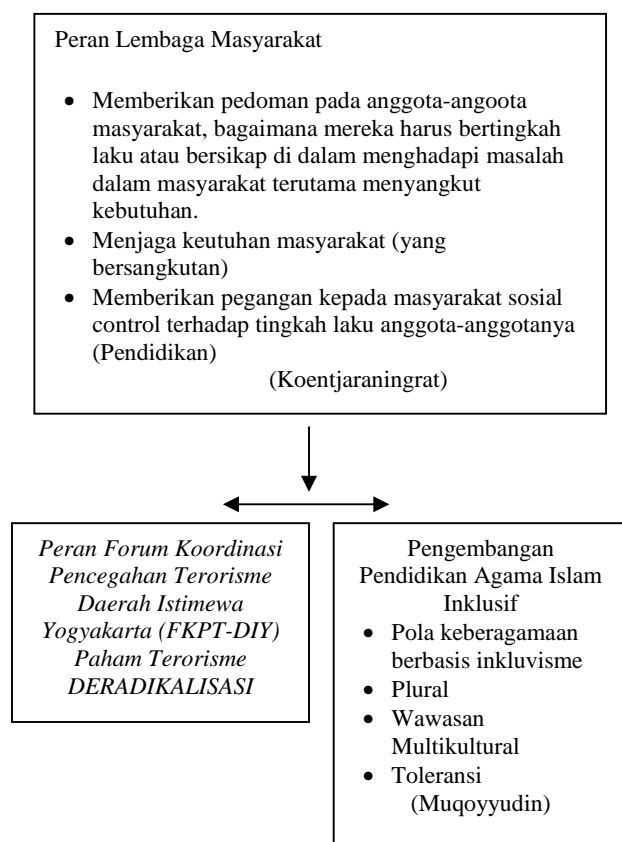 Peran Lembaga Masyarakat
• Memberikan pedoman pada anggota-angoota
masyarakat, bagaimana mereka harus bertingkah
laku atau bersikap di dalam menghadapi masalah
dalam masyarakat terutama menyangkut
kebutuhan.
• Menjaga keutuhan masyarakat (yang
bersangkutan)
• Memberikan pegangan kepada masyarakat sosial
control terhadap tingkah laku anggota-anggotanya
(Pendidikan)
(Koentjaraningrat)
Peran Forum Koordinasi
Pencegahan Terorisme
Daerah Istimewa
Yogyakarta (FKPT-DIY)
Paham Terorisme
DERADIKALISASI
Pengembangan
Pendidikan Agama Islam
Inklusif
• Pola keberagamaan
berbasis inkluvisme
• Plural
• Wawasan
Multikultural
• Toleransi
(Muqoyyudin)